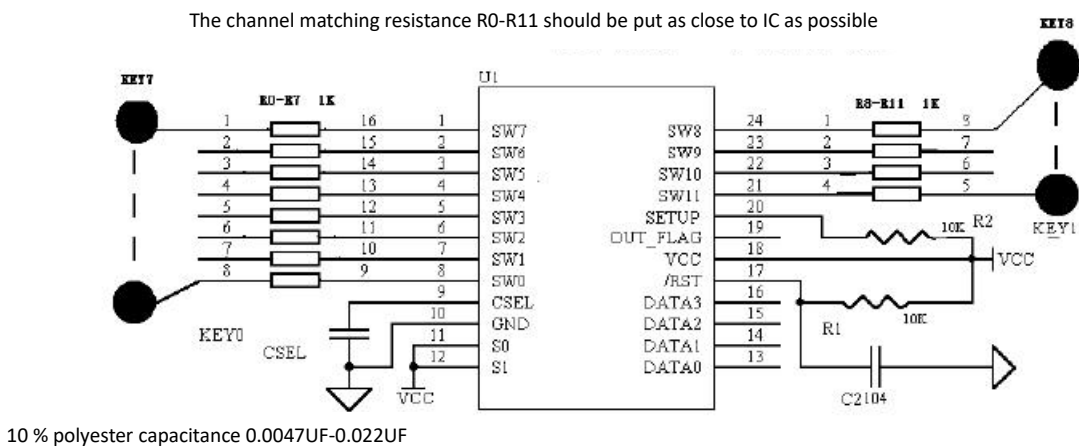 The channel matching resistance R0-R11 should be put as close to IC as possible
KEY8
KEY7
U1
R0-R7 1K
R8-R11 1K
1 16 1 SW7 SW8 24 1 8
2 15 2 SW6 SW9 23 2 7
3 14 3 SW5 SW10 22 3 6
4 13 4 SW4 SW11 21 4 5
5 12 5 SW3 SETUP 20
6 11 6 SW2 OUT_FLAG 19 10K R2 KEY1
7 10 7 SW1 VCC 18 VCC
8 9 8 SW0 /RST 17
9 CSEL DATA3 16
10 GND DATA2 15 R1 10K
11 S0 DATA1 14
12 S1 DATA0 13
KEY0
CSEL
VCC
C2104
10 % polyester capacitance 0.0047UF-0.022UF